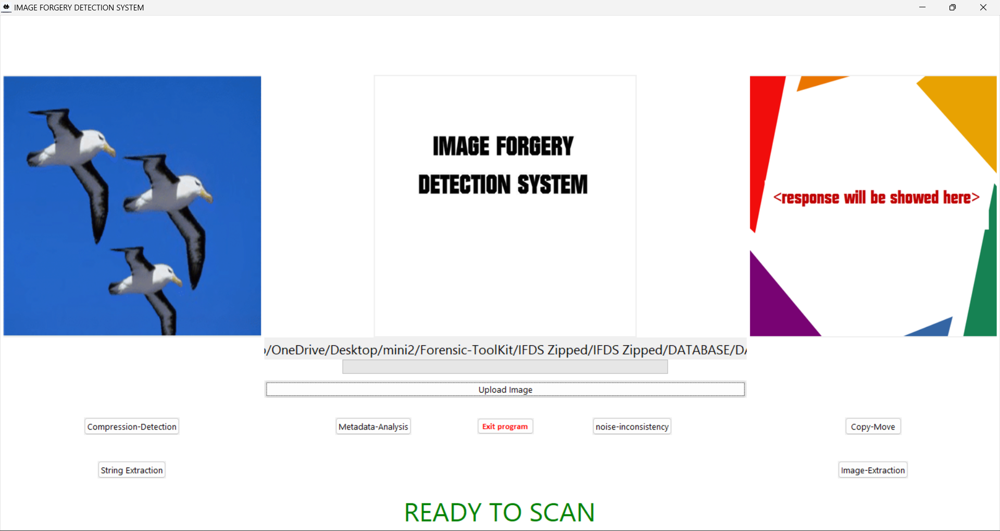 IMAGE FORGERY DETECTION SYSTEM
IMAGE FORGERY
DETECTION SYSTEM
<response will be showed here>
/OneDrive/Desktop/mini2/Forensic-ToolKit/IFDS Zipped/IFDS Zipped/DATABASE/DA
Upload Image
Compression-Detection
Metadata-Analysis
Exit program
noise-inconsistency
Copy-Move
String Extraction
Image-Extraction
READY TO SCAN